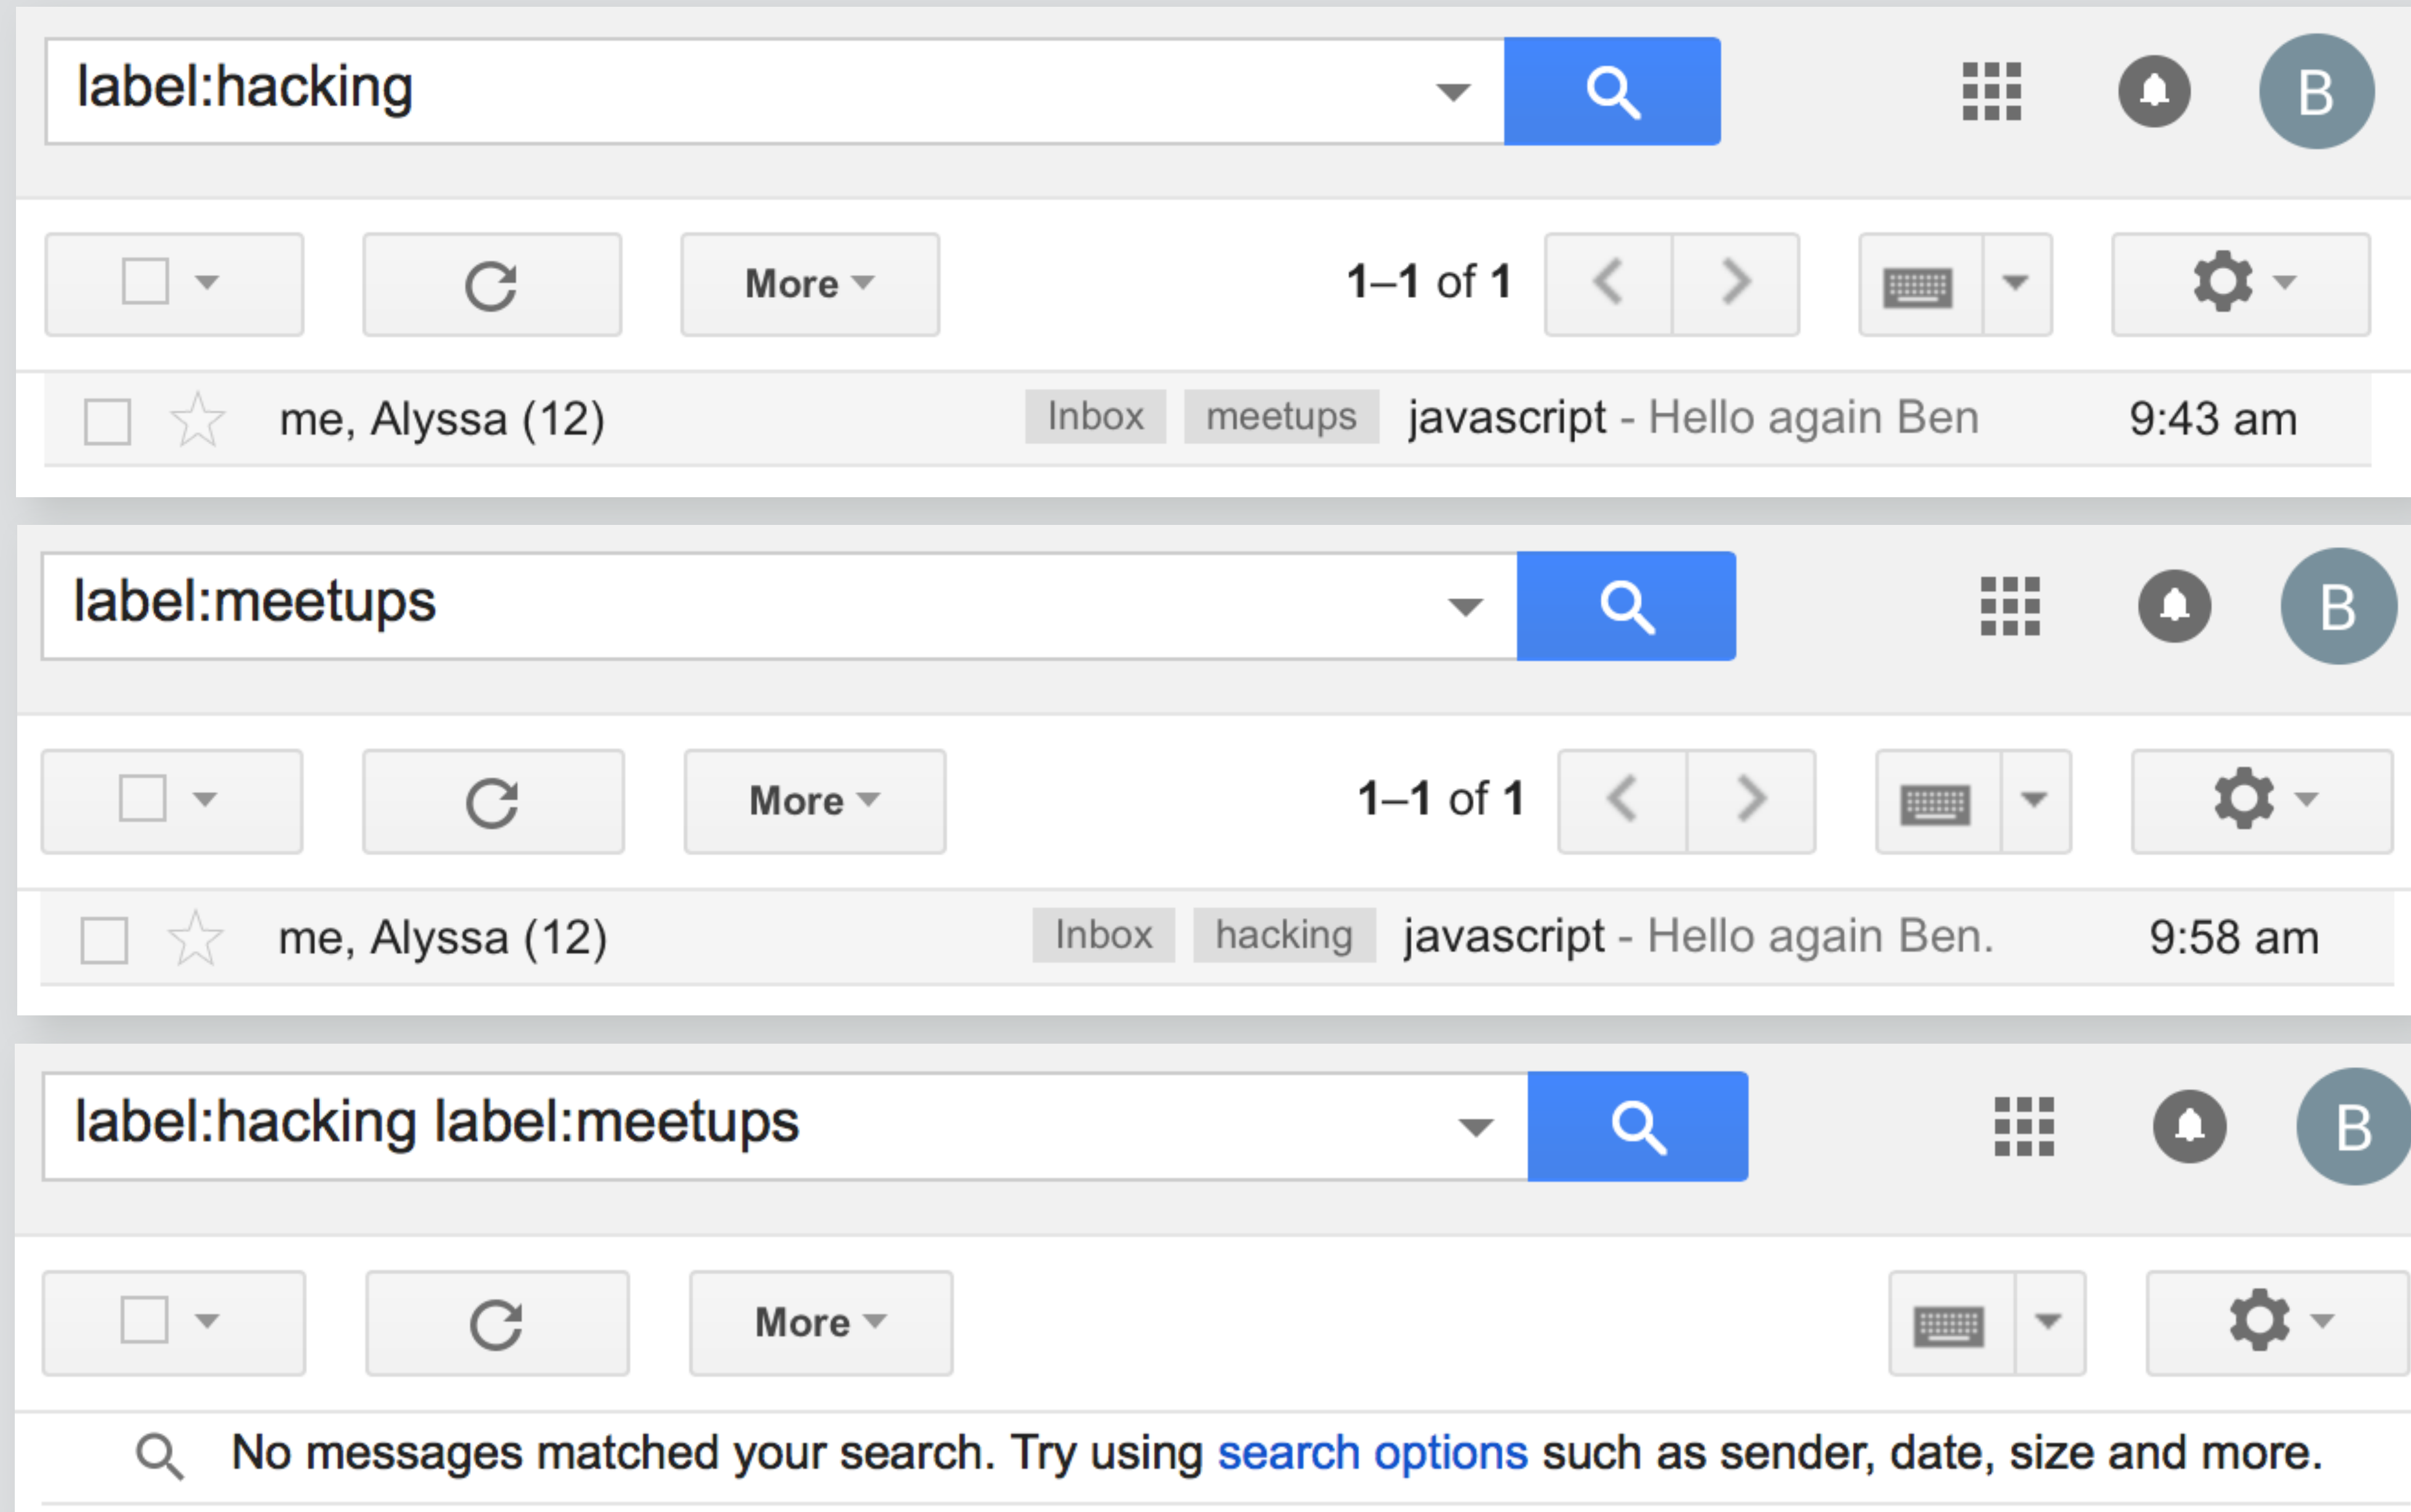 label:hacking
B
More 1–1 of 1
me, Alyssa (12) Inbox meetups javascript - Hello again Ben 9:43 am
label:meetups
B
More 1–1 of 1
me, Alyssa (12) Inbox hacking javascript - Hello again Ben. 9:58 am
label:hacking label:meetups
B
More
No messages matched your search. Try using search options such as sender, date, size and more.